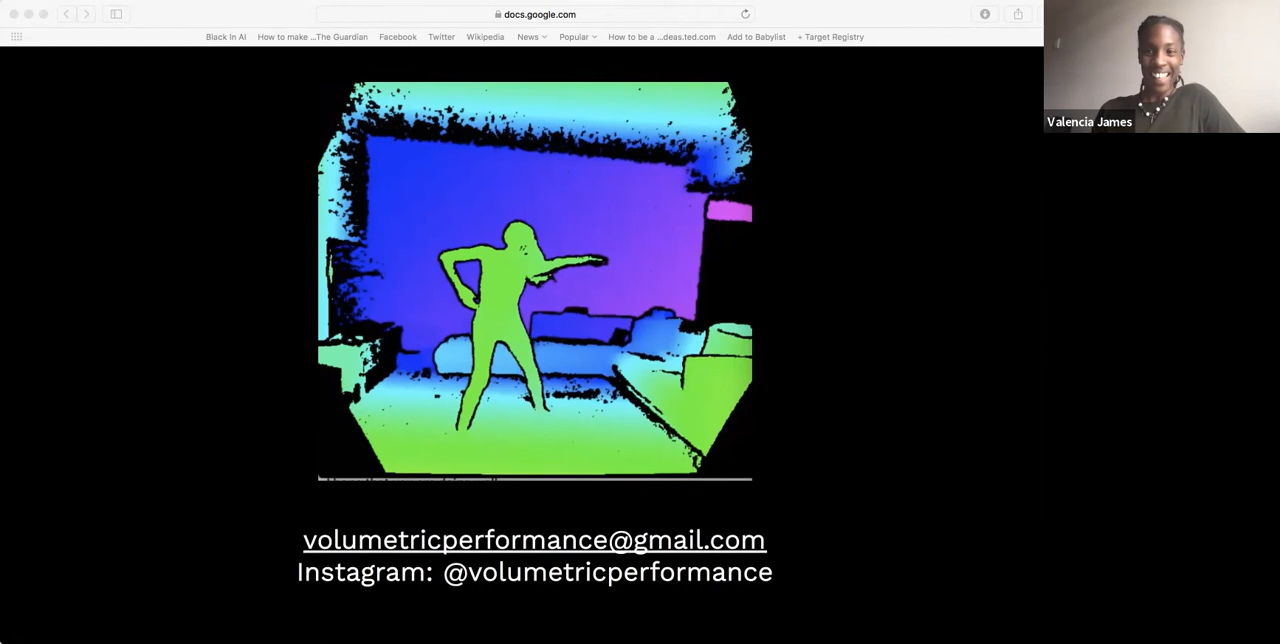 docs.google.com
Black In AI
How to make ...The Guardian
Facebook
Twitter
Wikipedia
News
Popular
How to be a ...deas.ted.com
Add to Babylist
+ Target Registry
Valencia James
volumetricperformance@gmail.com
Instagram: @volumetricperformance